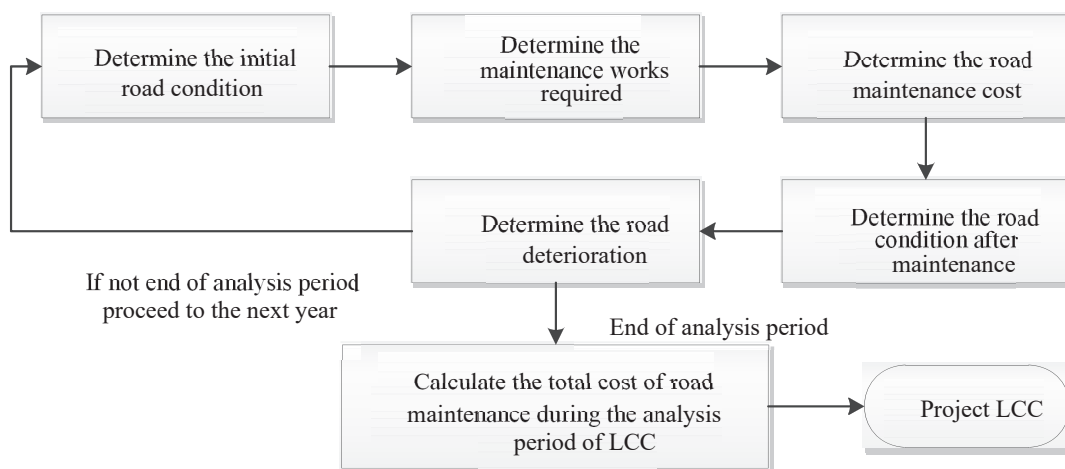 Determine the initial
road condition
Determine the
maintenance works
required
Determine the road
maintenance cost
Determine the road
condition after
maintenance
Determine the road
deterioration
If not end of analysis period
proceed to the next year
End of analysis period
Calculate the total cost of road
maintenance during the analysis
period of LCC
Project LCC